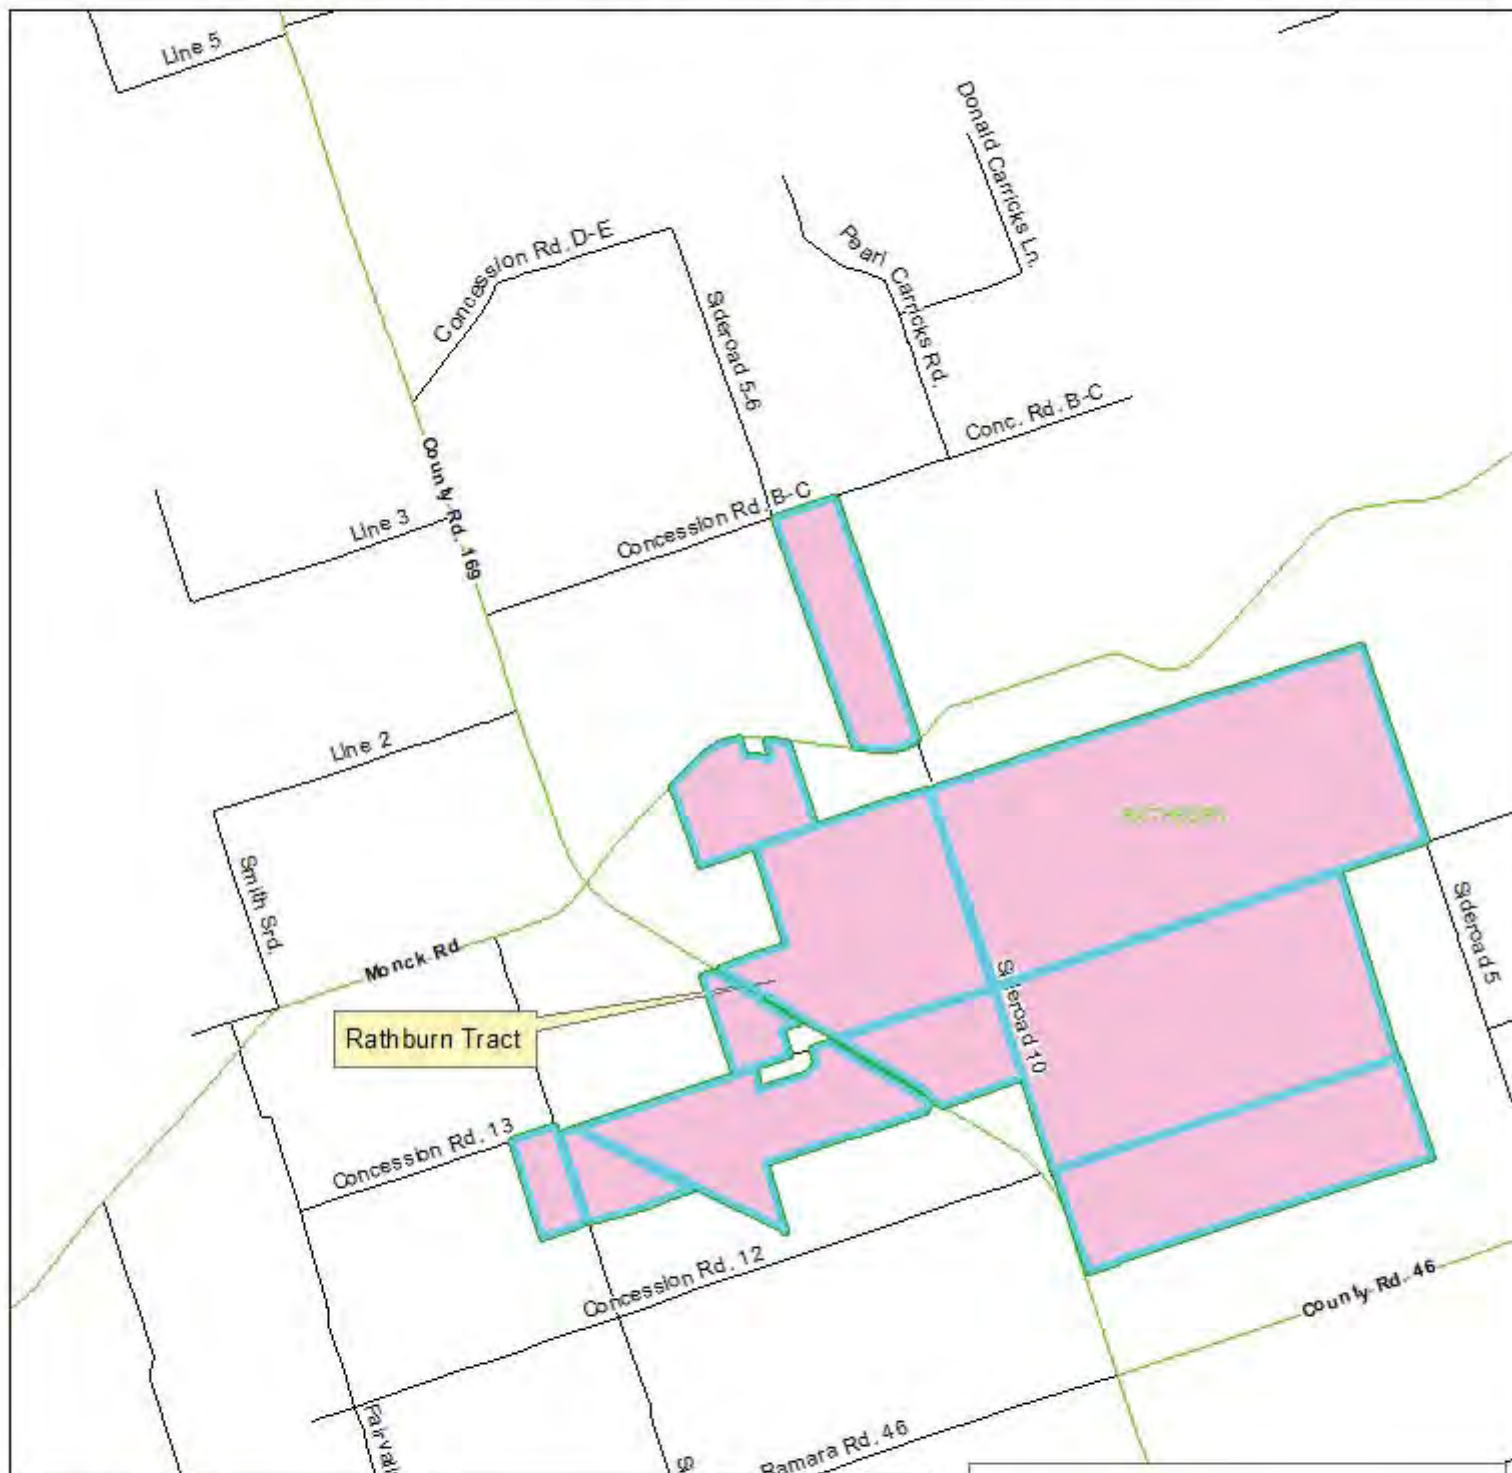 Line 5
Donald Carricks Ln.
Concession Rd. D-E
Pearl Carricks Rd.
Sideroad 5-6
Conc. Rd. B-C
County Rd. 169
Concession Rd. B-C
Line 3
Line 2
RATHBURN
Smith Srd.
Sideroad 5
Monck Rd
Sideroad 10
Rathburn Tract
Concession Rd. 13
Concession Rd. 12
County Rd. 46
Fairvall
Ramara Rd. 46
S